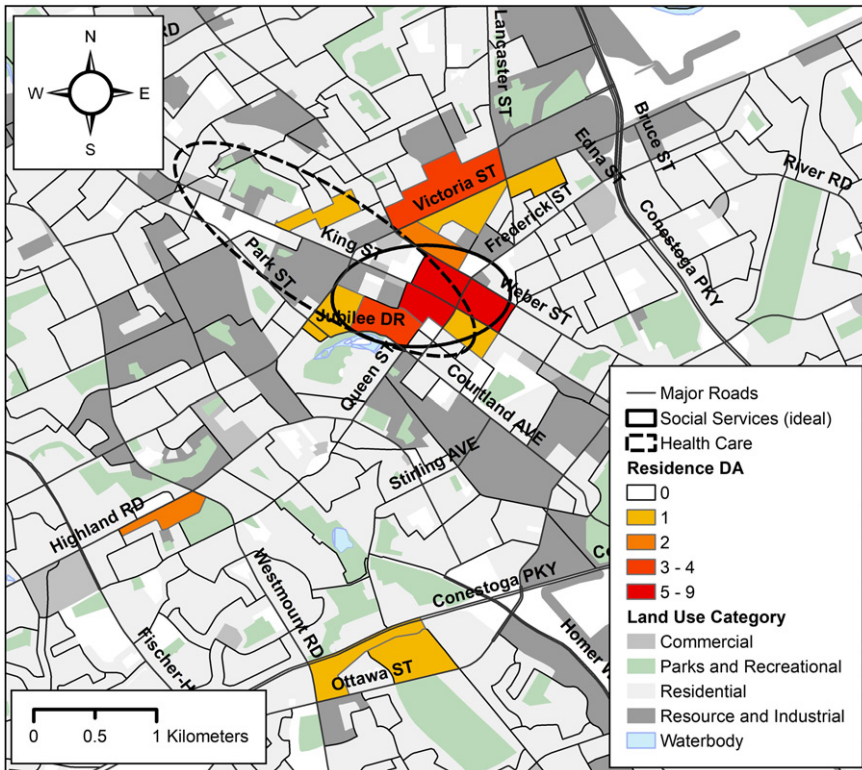 N
W
E
S
RD
Lancaster ST
Bruce ST
Edna ST
River RD
Victoria ST
Frederick ST
Conestoga PKY
King ST
Park ST
Weber ST
Jubilee DR
Queen ST
Courtland AVE
Stirling AVE
Highland RD
Westmount RD
Conestoga PKY
Fischer-H
Ottawa ST
Homer W
Co
Major Roads
Social Services (ideal)
Health Care
Residence DA
0
1
2
3 - 4
5 - 9
Land Use Category
Commercial
Parks and Recreational
Residential
Resource and Industrial
Waterbody
0 0.5 1 Kilometers